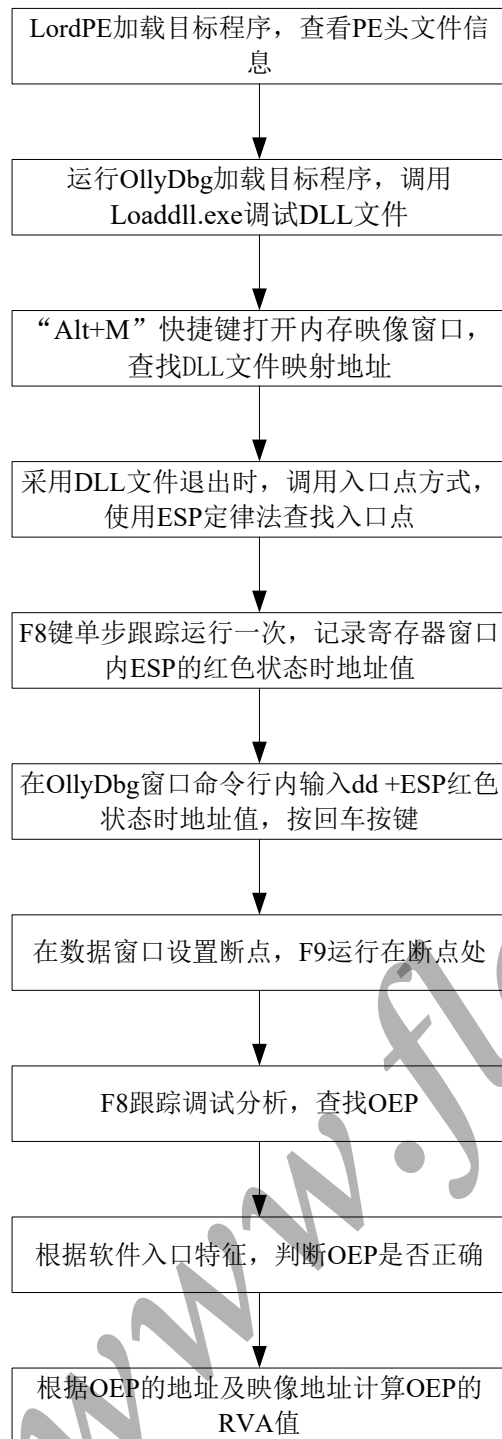 LordPE加载目标程序，查看PE头文件信
息
运行OllyDbg加载目标程序，调用
Loaddll.exe调试DLL文件
“Alt+M”快捷键打开内存映像窗口，
查找DLL文件映射地址
采用DLL文件退出时，调用入口点方式，
使用ESP定律法查找入口点
F8键单步跟踪运行一次，记录寄存器窗口
内ESP的红色状态时地址值
在OllyDbg窗口命令行内输入dd +ESP红色
状态时地址值，按回车按键
在数据窗口设置断点，F9运行在断点处
F8跟踪调试分析，查找OEP
根据软件入口特征，判断OEP是否正确
根据OEP的地址及映像地址计算OEP的
RVA值
www.fl